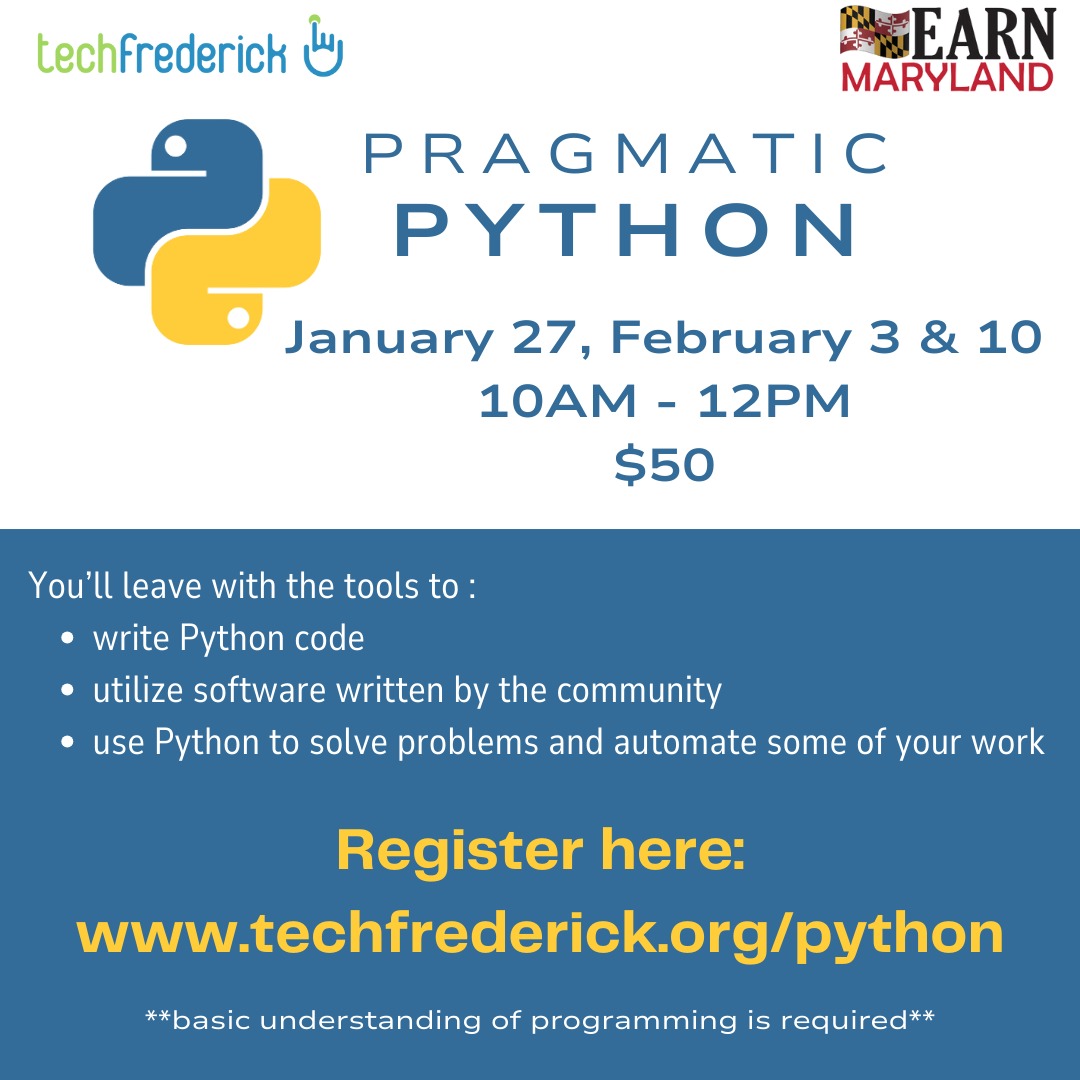 techfrederick
EARN
MARYLAND
PRAGMATIC
PYTHON
January 27, February 3 & 10
10AM - 12PM
$50
You’ll leave with the tools to :
• write Python code
• utilize software written by the community
• use Python to solve problems and automate some of your work
Register here:
www.techfrederick.org/python
**basic understanding of programming is required**